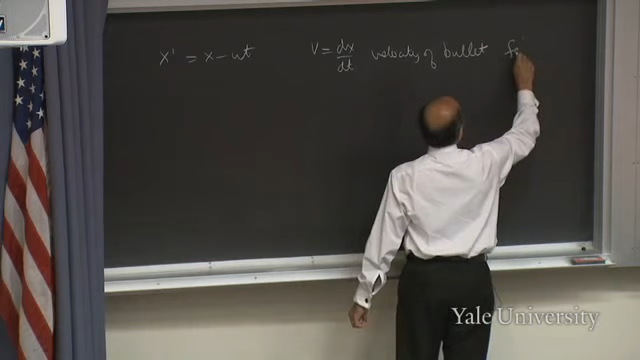 x' = x - ut v = dx/dt velocity of bullet
Yale University